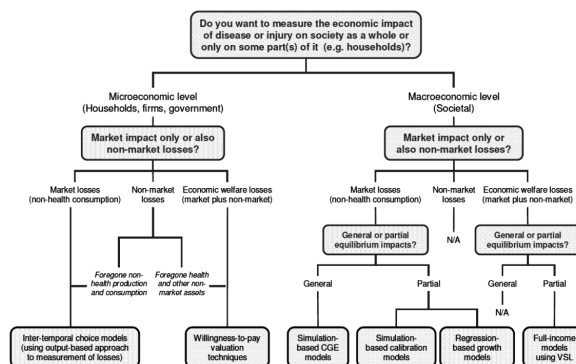 Do you want to measure the economic impact
of disease or injury on society as a whole or
only on some part(s) of it (e.g. households)?
Microeconomic level
(Households, firms, government)
Macroeconomic level
(Societal)
Market impact only or also
non-market losses?
Market impact only or
also non-market losses?
Market losses
(non-health consumption)
Non-market
losses
Economic welfare losses
(market plus non-market)
Market losses
(non-health consumption)
Non-market
losses
Economic welfare losses
(market plus non-market)
N/A
General or partial
equilibrium impacts?
General or partial
equilibrium impacts?
Foregone non-
health production
and consumption
Foregone health
and other non-
market assets
General
Partial
General
Partial
N/A
Inter-temporal choice models
(using output-based approach
to measurement of losses)
Willingness-to-pay
valuation
techniques
Simulation-
based CGE
models
Simulation-
based calibration
models
Regression-
based growth
models
Full-income
models
using VSL